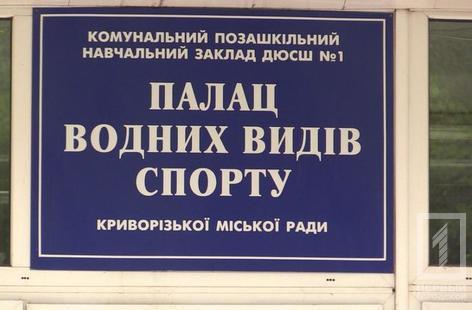 КОМУНАЛЬНИЙ ПОЗАШКІЛЬНИЙ
НАВЧАЛЬНИЙ ЗАКЛАД ДЮСШ №1
ПАЛАЦ
ВОДНИХ ВИДІВ
СПОРТУ
КРИВОРІЗЬКОЇ МІСЬКОЇ РАДИ